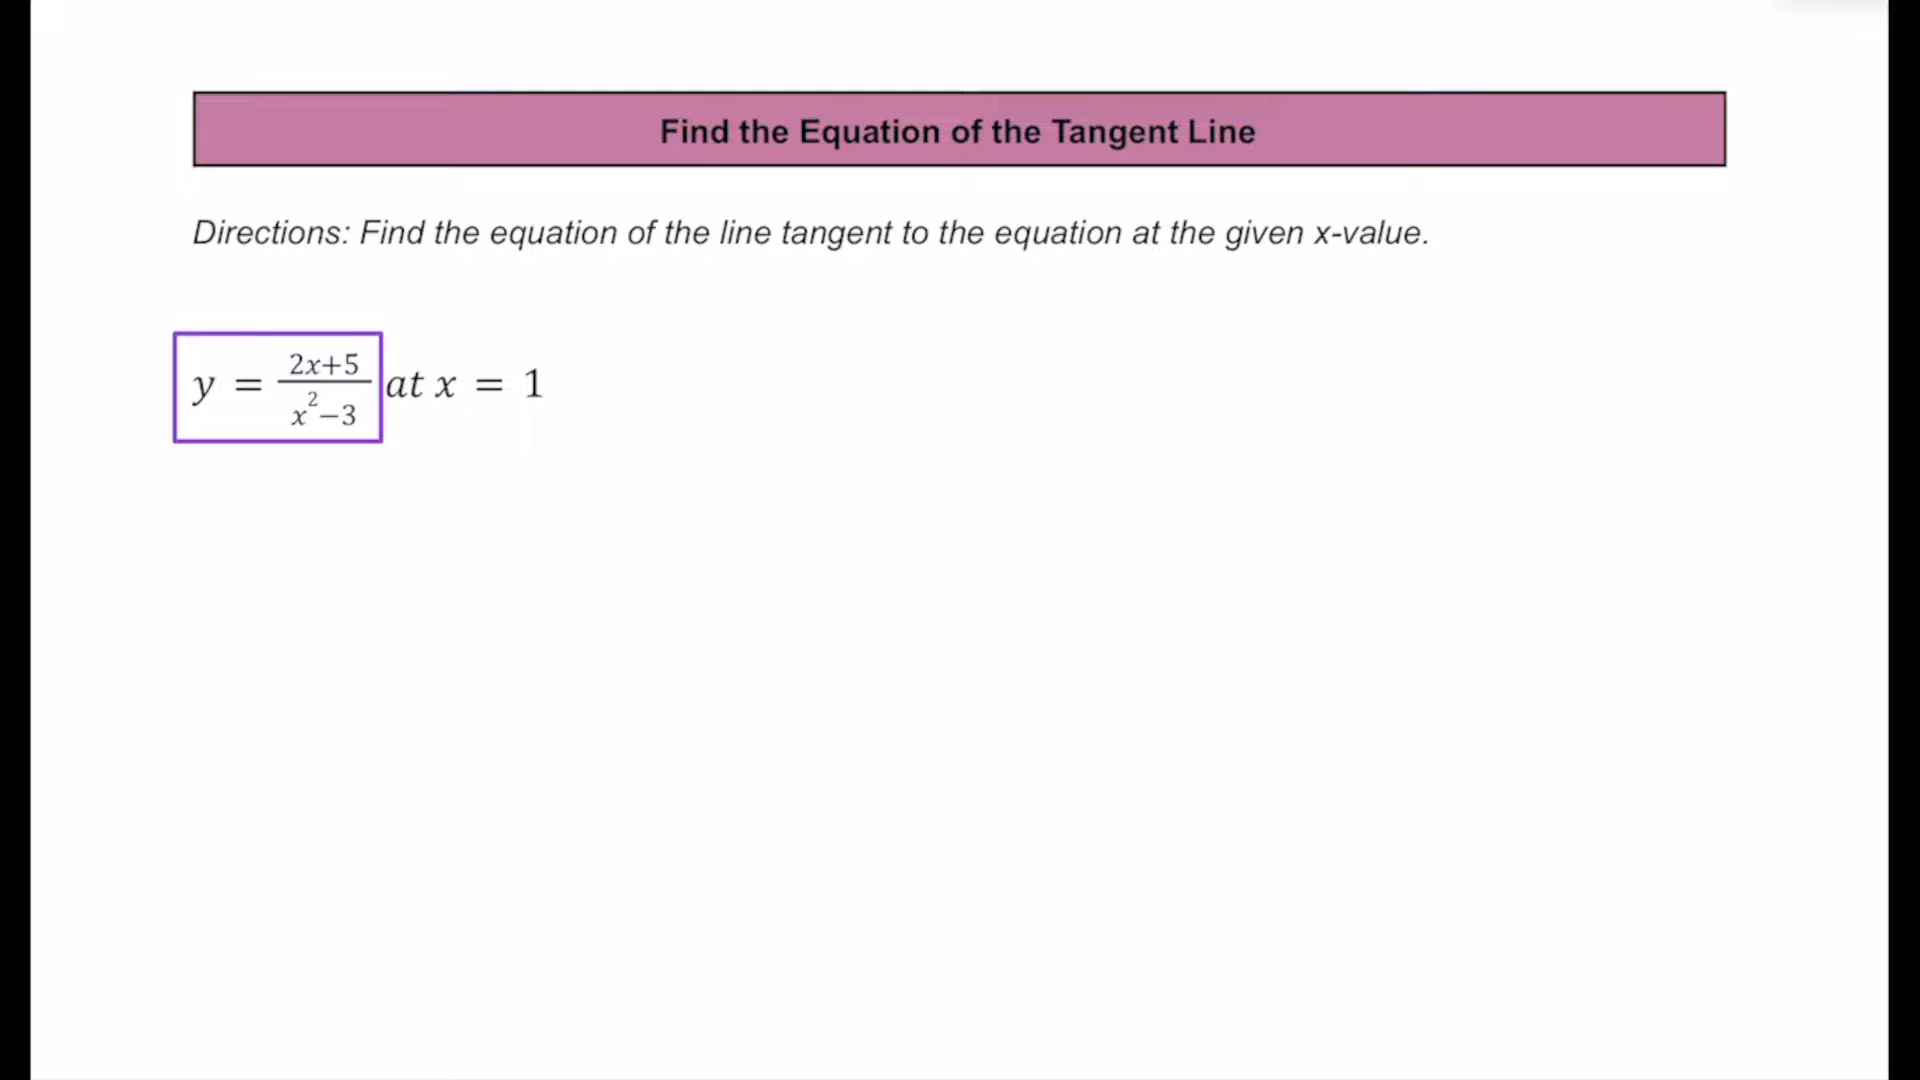 Find the Equation of the Tangent Line
Directions: Find the equation of the line tangent to the equation at the given x-value.
y = \frac{2x+5}{x^2-3} at x = 1